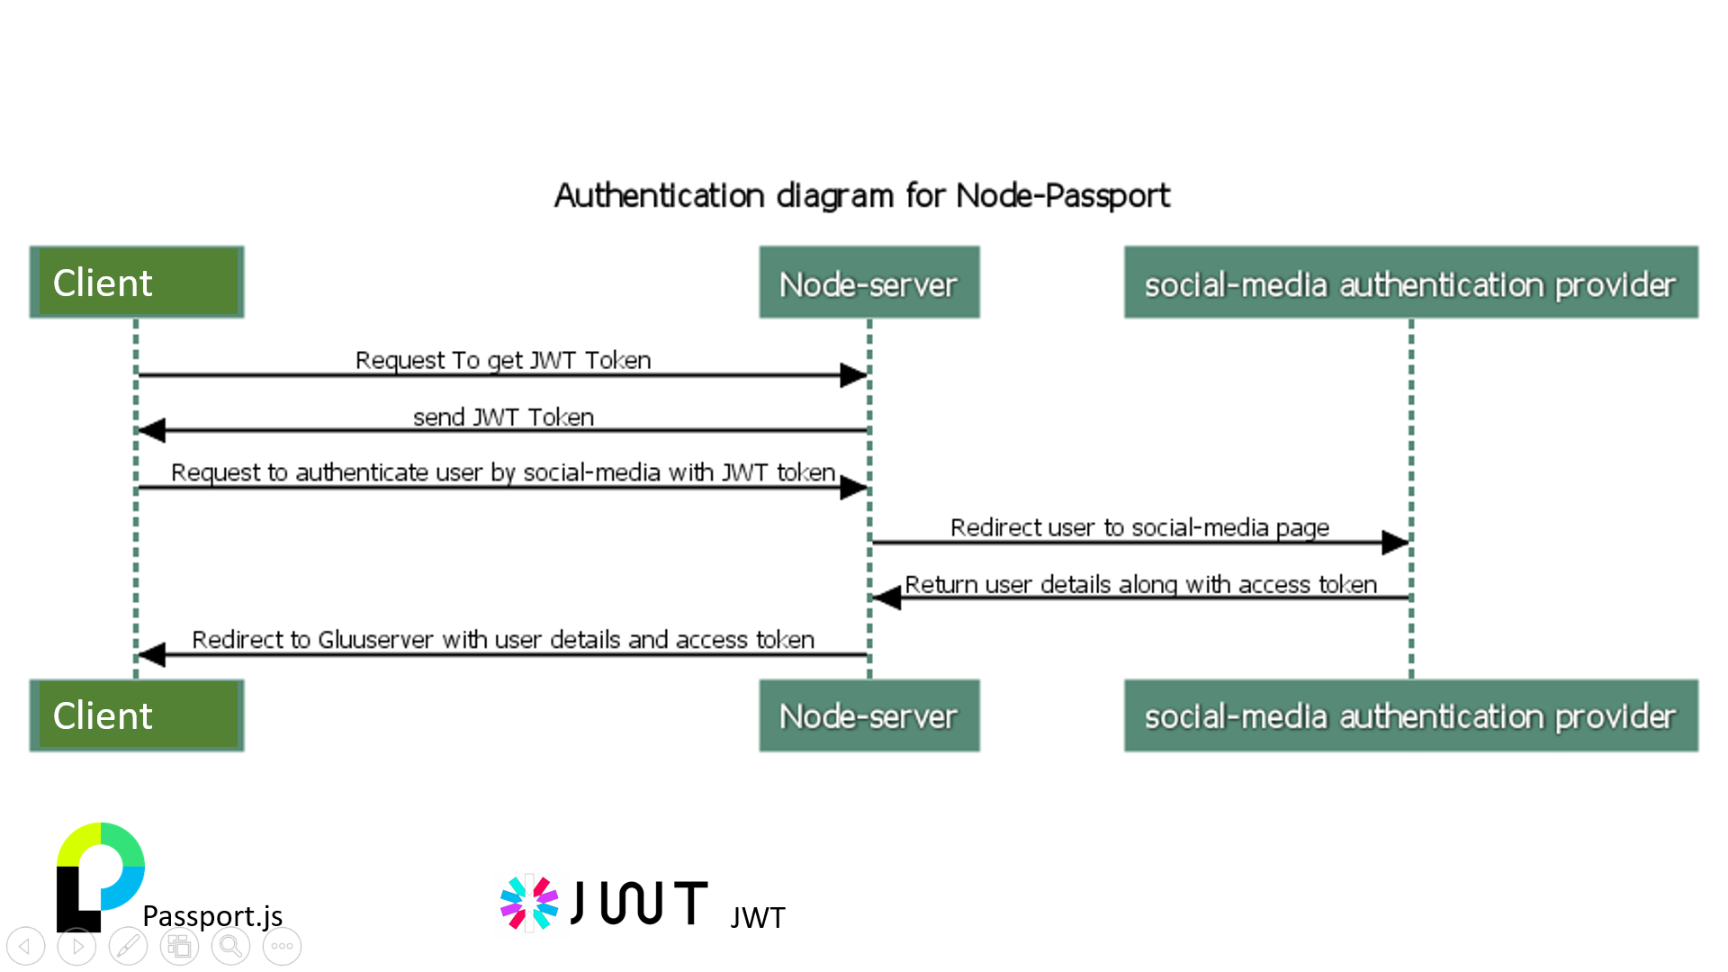 Authentication diagram for Node-Passport
Client
Node-server
social-media authentication provider
Request To get JWT Token
send JWT Token
Request to authenticate user by social-media with JWT token
Redirect user to social-media page
Return user details along with access token
Redirect to Gluuserver with user details and access token
Client
Node-server
social-media authentication provider
Passport.js
JWT
JWT